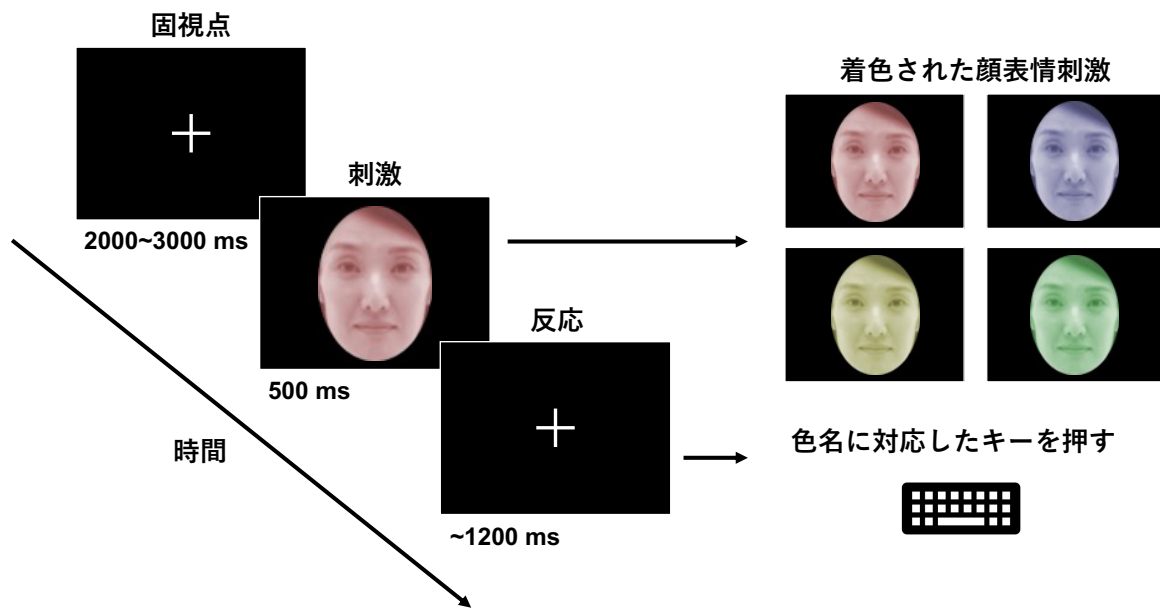 固視点
2000~3000 ms
刺激
500 ms
反応
~1200 ms
時間
着色された顔表情刺激
色名に対応したキーを押す